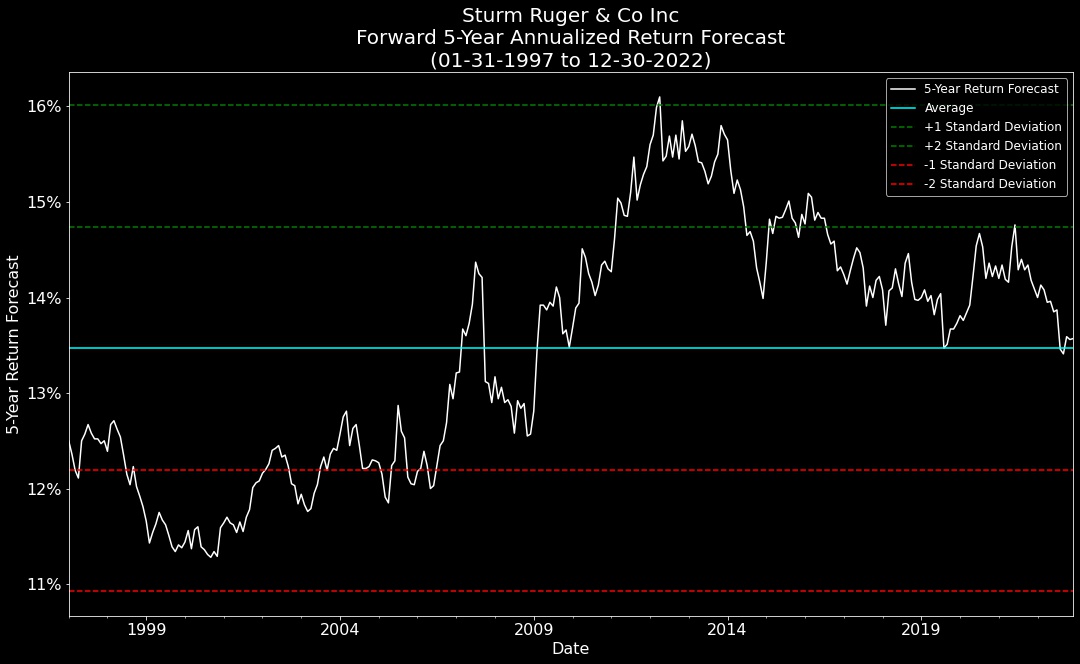 Sturm Ruger & Co Inc
Forward 5-Year Annualized Return Forecast
(01-31-1997 to 12-30-2022)
5-Year Return Forecast
Average
+1 Standard Deviation
+2 Standard Deviation
-1 Standard Deviation
-2 Standard Deviation
16%
15%
14%
13%
12%
11%
5-Year Return Forecast
1999
2004
2009
2014
2019
Date